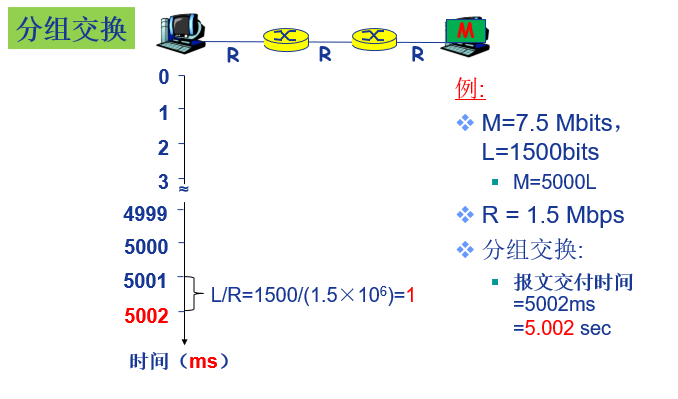 分组交换
M
R
R
R
0
1
2
3
≈
4999
5000
5001
5002
L/R=1500/(1.5×10⁶)=1
时间（ms）
例:
M=7.5 Mbits，
L=1500bits
M=5000L
R = 1.5 Mbps
分组交换:
报文交付时间
=5002ms
=5.002 sec